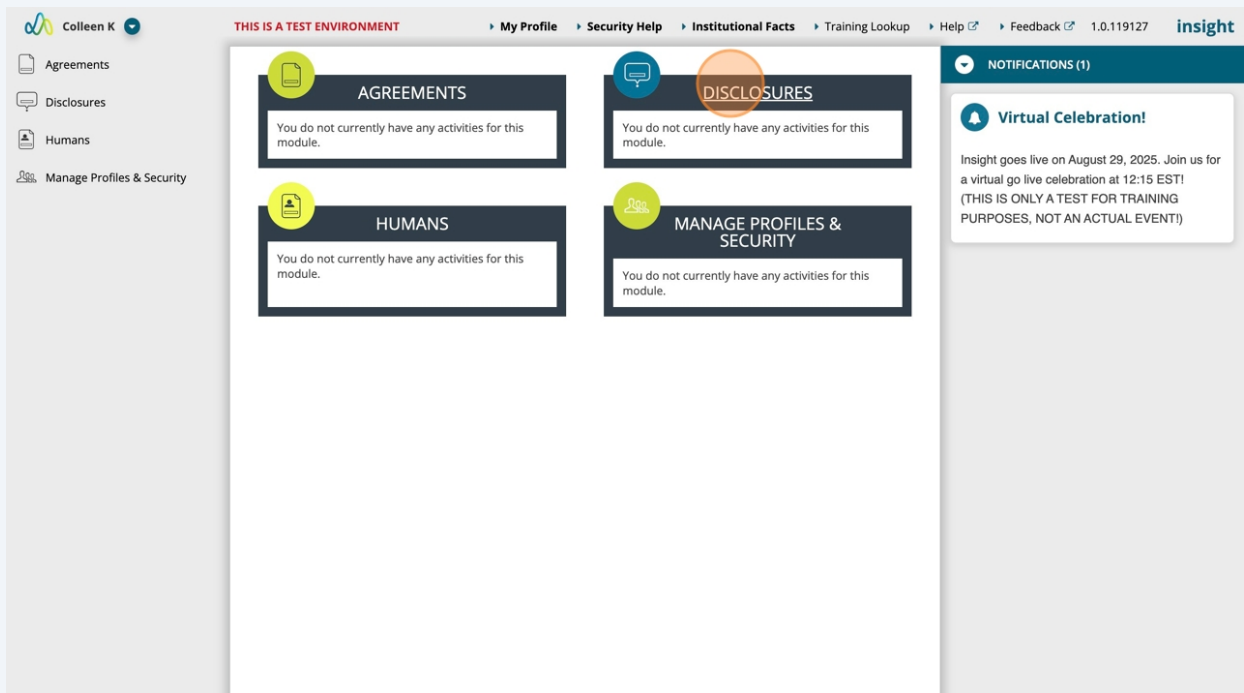 Colleen K
THIS IS A TEST ENVIRONMENT
My Profile
Security Help
Institutional Facts
Training Lookup
Help
Feedback
1.0.119127
insight
Agreements
Disclosures
Humans
Manage Profiles & Security
AGREEMENTS
You do not currently have any activities for this
module.
DISCLOSURES
You do not currently have any activities for this
module.
HUMANS
You do not currently have any activities for this
module.
MANAGE PROFILES &
SECURITY
You do not currently have any activities for this
module.
NOTIFICATIONS (1)
Virtual Celebration!
Insight goes live on August 29, 2025. Join us for
a virtual go live celebration at 12:15 EST!
(THIS IS ONLY A TEST FOR TRAINING
PURPOSES, NOT AN ACTUAL EVENT!)